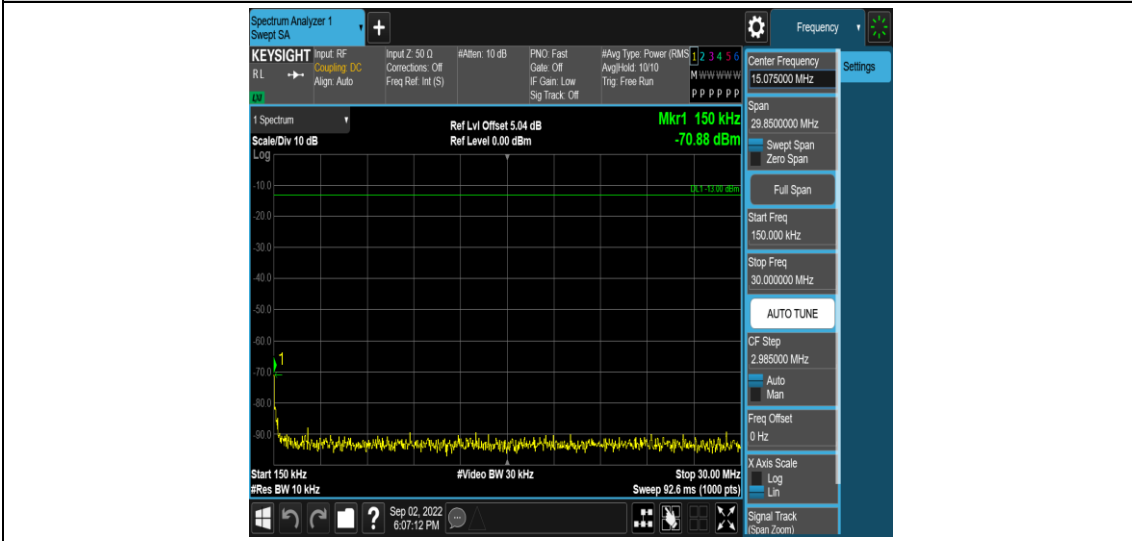 Spectrum Analyzer 1
Swept SA
+
Frequency
KEYSIGHT
RL
Input: RF
Coupling: DC
Align: Auto
Input Z: 50 Ω
Corrections: Off
Freq Ref: Int (S)
#Atten: 10 dB
PNO: Fast
Gate: Off
IF Gain: Low
Sig Track: Off
#Avg Type: Power (RMS
Avg|Hold: 10/10
Trig: Free Run
1 2 3 4 5 6
M W W W W W
P P P P P P
1 Spectrum
Scale/Div 10 dB
Log
Ref Lvl Offset 5.04 dB
Ref Level 0.00 dBm
Mkr1 150 kHz
-70.88 dBm
DL1 -13.00 dBm
-10.0
-20.0
-30.0
-40.0
-50.0
-60.0
-70.0
-80.0
-90.0
1
Start 150 kHz
#Res BW 10 kHz
#Video BW 30 kHz
Stop 30.00 MHz
Sweep 92.6 ms (1000 pts)
Sep 02, 2022
6:07:12 PM
Center Frequency
15.075000 MHz
Settings
Span
29.8500000 MHz
Swept Span
Zero Span
Full Span
Start Freq
150.000 kHz
Stop Freq
30.000000 MHz
AUTO TUNE
CF Step
2.985000 MHz
Auto
Man
Freq Offset
0 Hz
X Axis Scale
Log
Lin
Signal Track
(Span Zoom)